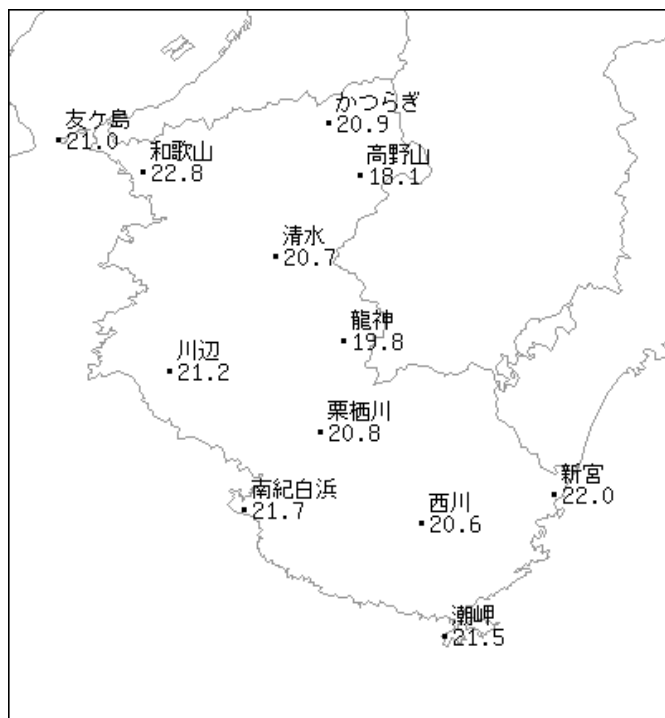 かつらぎ
20.9
友ケ島
21.0
和歌山
22.8
高野山
18.1
清水
20.7
龍神
19.8
川辺
21.2
栗栖川
20.8
新宮
22.0
南紀白浜
21.7
西川
20.6
潮岬
21.5